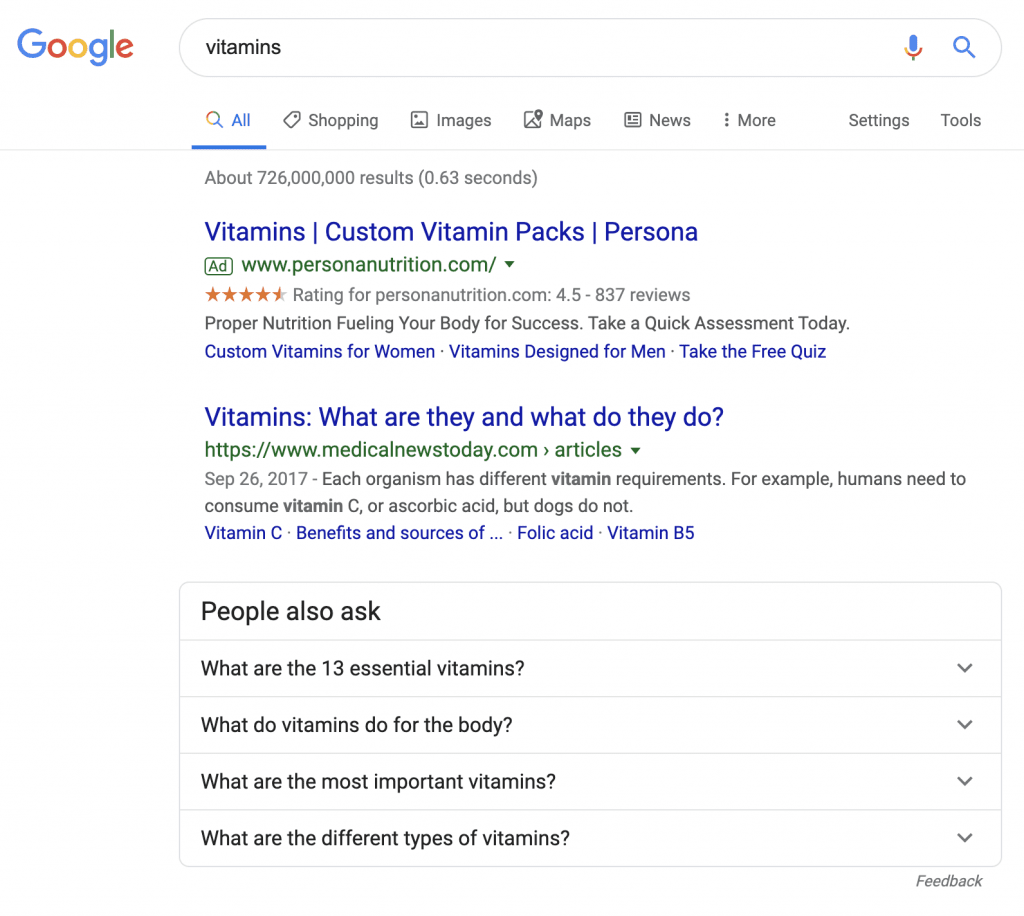 Google
vitamins
All Shopping Images Maps News More Settings Tools
About 726,000,000 results (0.63 seconds)
Vitamins | Custom Vitamin Packs | Persona
Ad www.personanutrition.com/
Rating for personanutrition.com: 4.5 - 837 reviews
Proper Nutrition Fueling Your Body for Success. Take a Quick Assessment Today.
Custom Vitamins for Women · Vitamins Designed for Men · Take the Free Quiz
Vitamins: What are they and what do they do?
https://www.medicalnewstoday.com › articles
Sep 26, 2017 - Each organism has different vitamin requirements. For example, humans need to
consume vitamin C, or ascorbic acid, but dogs do not.
Vitamin C · Benefits and sources of ... · Folic acid · Vitamin B5
People also ask
What are the 13 essential vitamins?
What do vitamins do for the body?
What are the most important vitamins?
What are the different types of vitamins?
Feedback